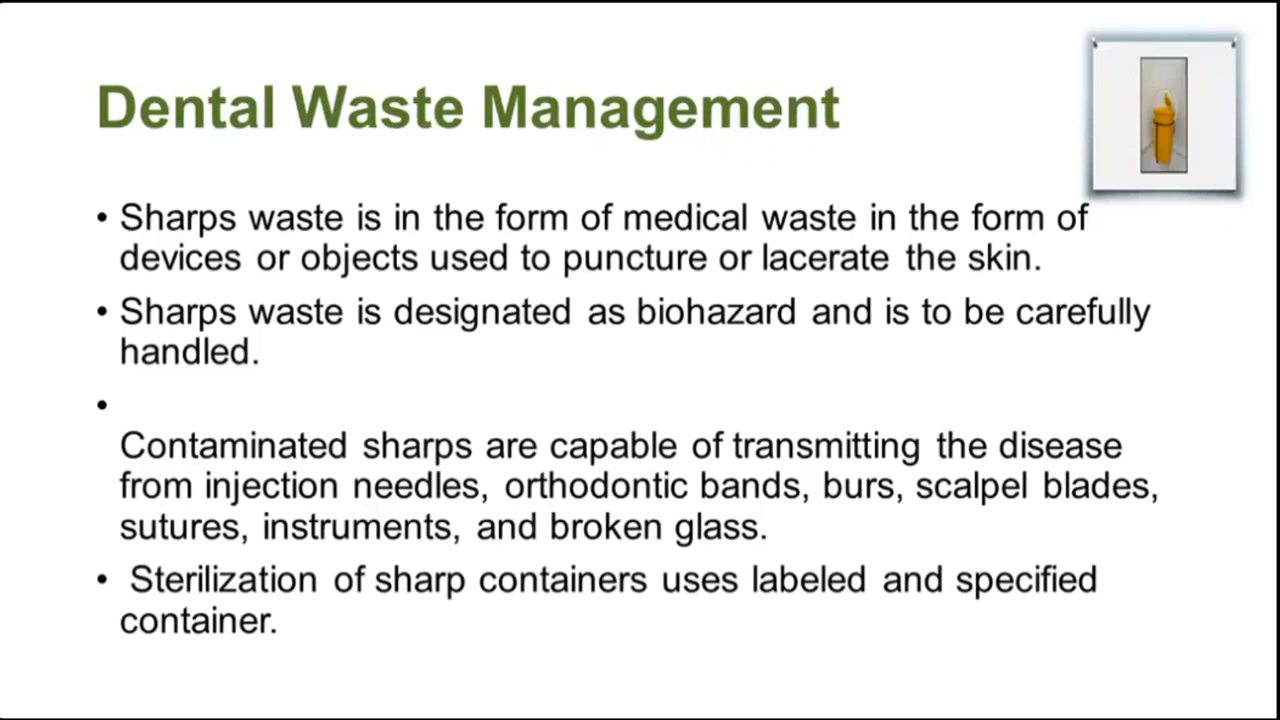 Dental Waste Management
• Sharps waste is in the form of medical waste in the form of
devices or objects used to puncture or lacerate the skin.
• Sharps waste is designated as biohazard and is to be carefully
handled.
•
Contaminated sharps are capable of transmitting the disease
from injection needles, orthodontic bands, burs, scalpel blades,
sutures, instruments, and broken glass.
• Sterilization of sharp containers uses labeled and specified
container.